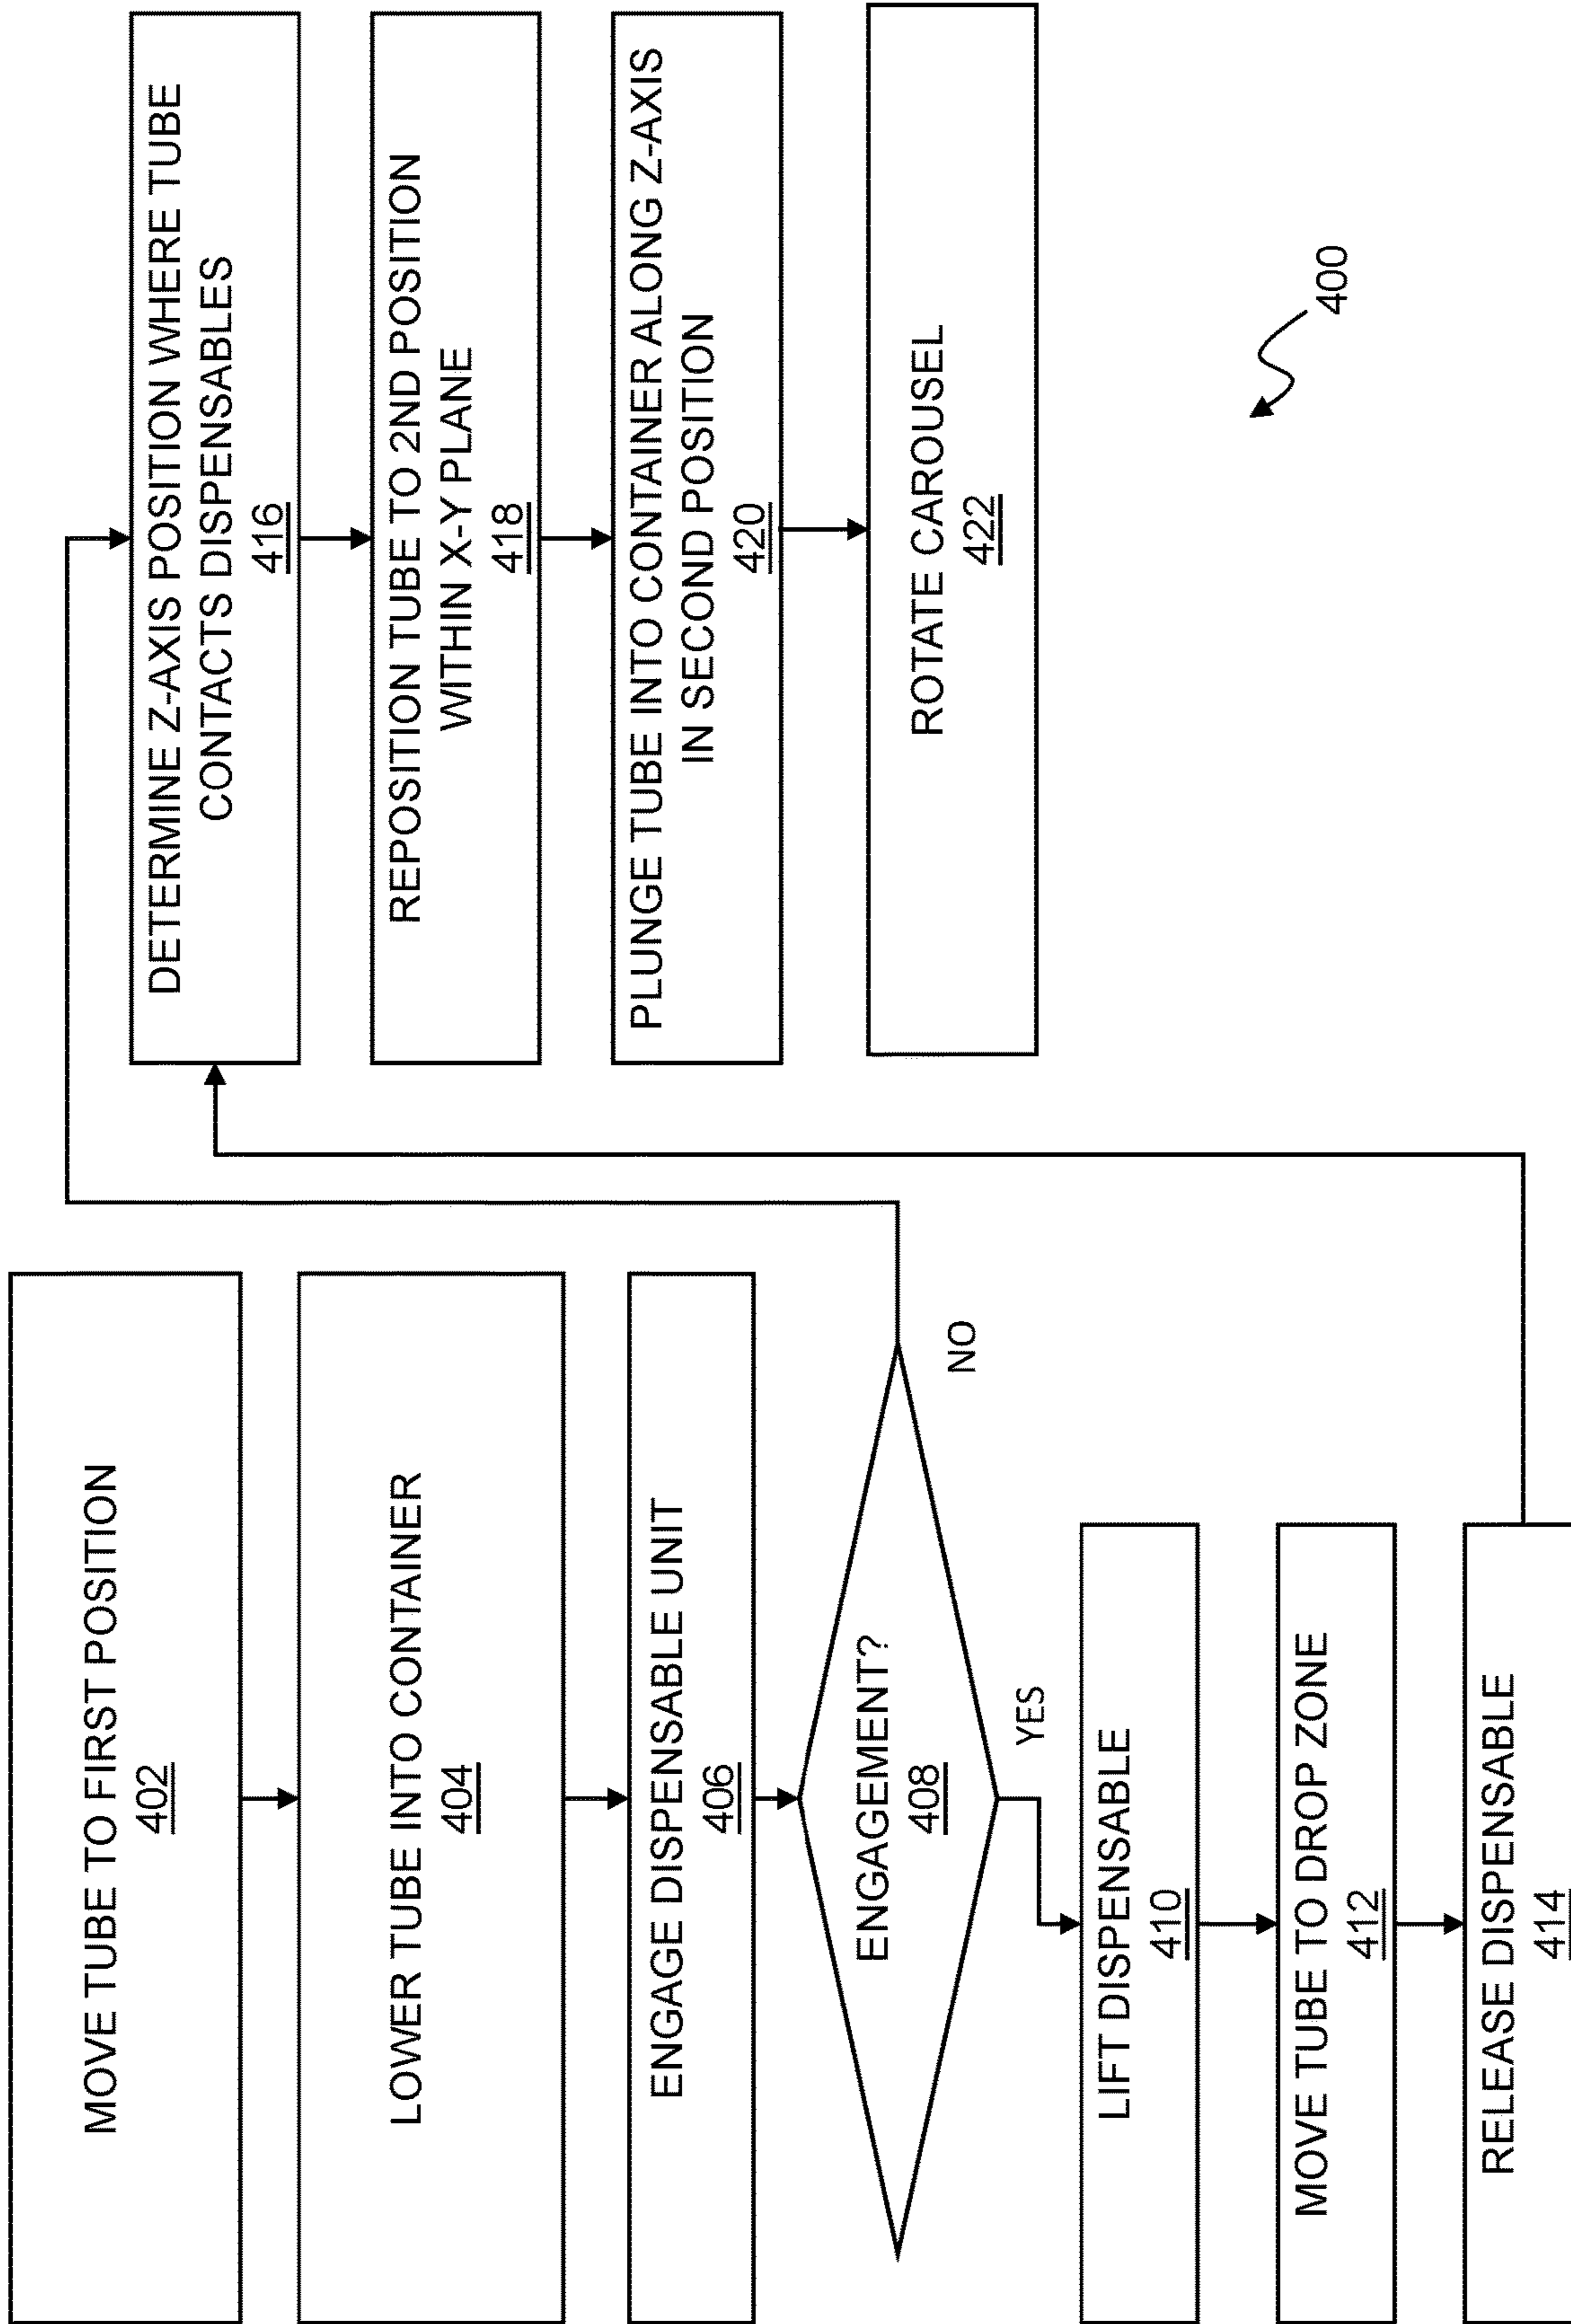 MOVE TUBE TO FIRST POSITION
402
LOWER TUBE INTO CONTAINER
404
ENGAGE DISPENSABLE UNIT
406
ENGAGEMENT?
408
NO
YES
LIFT DISPENSABLE
410
MOVE TUBE TO DROP ZONE
412
RELEASE DISPENSABLE
414
DETERMINE Z-AXIS POSITION WHERE TUBE
CONTACTS DISPENSABLES
416
REPOSITION TUBE TO 2ND POSITION
WITHIN X-Y PLANE
418
PLUNGE TUBE INTO CONTAINER ALONG Z-AXIS
IN SECOND POSITION
420
ROTATE CAROUSEL
422
400